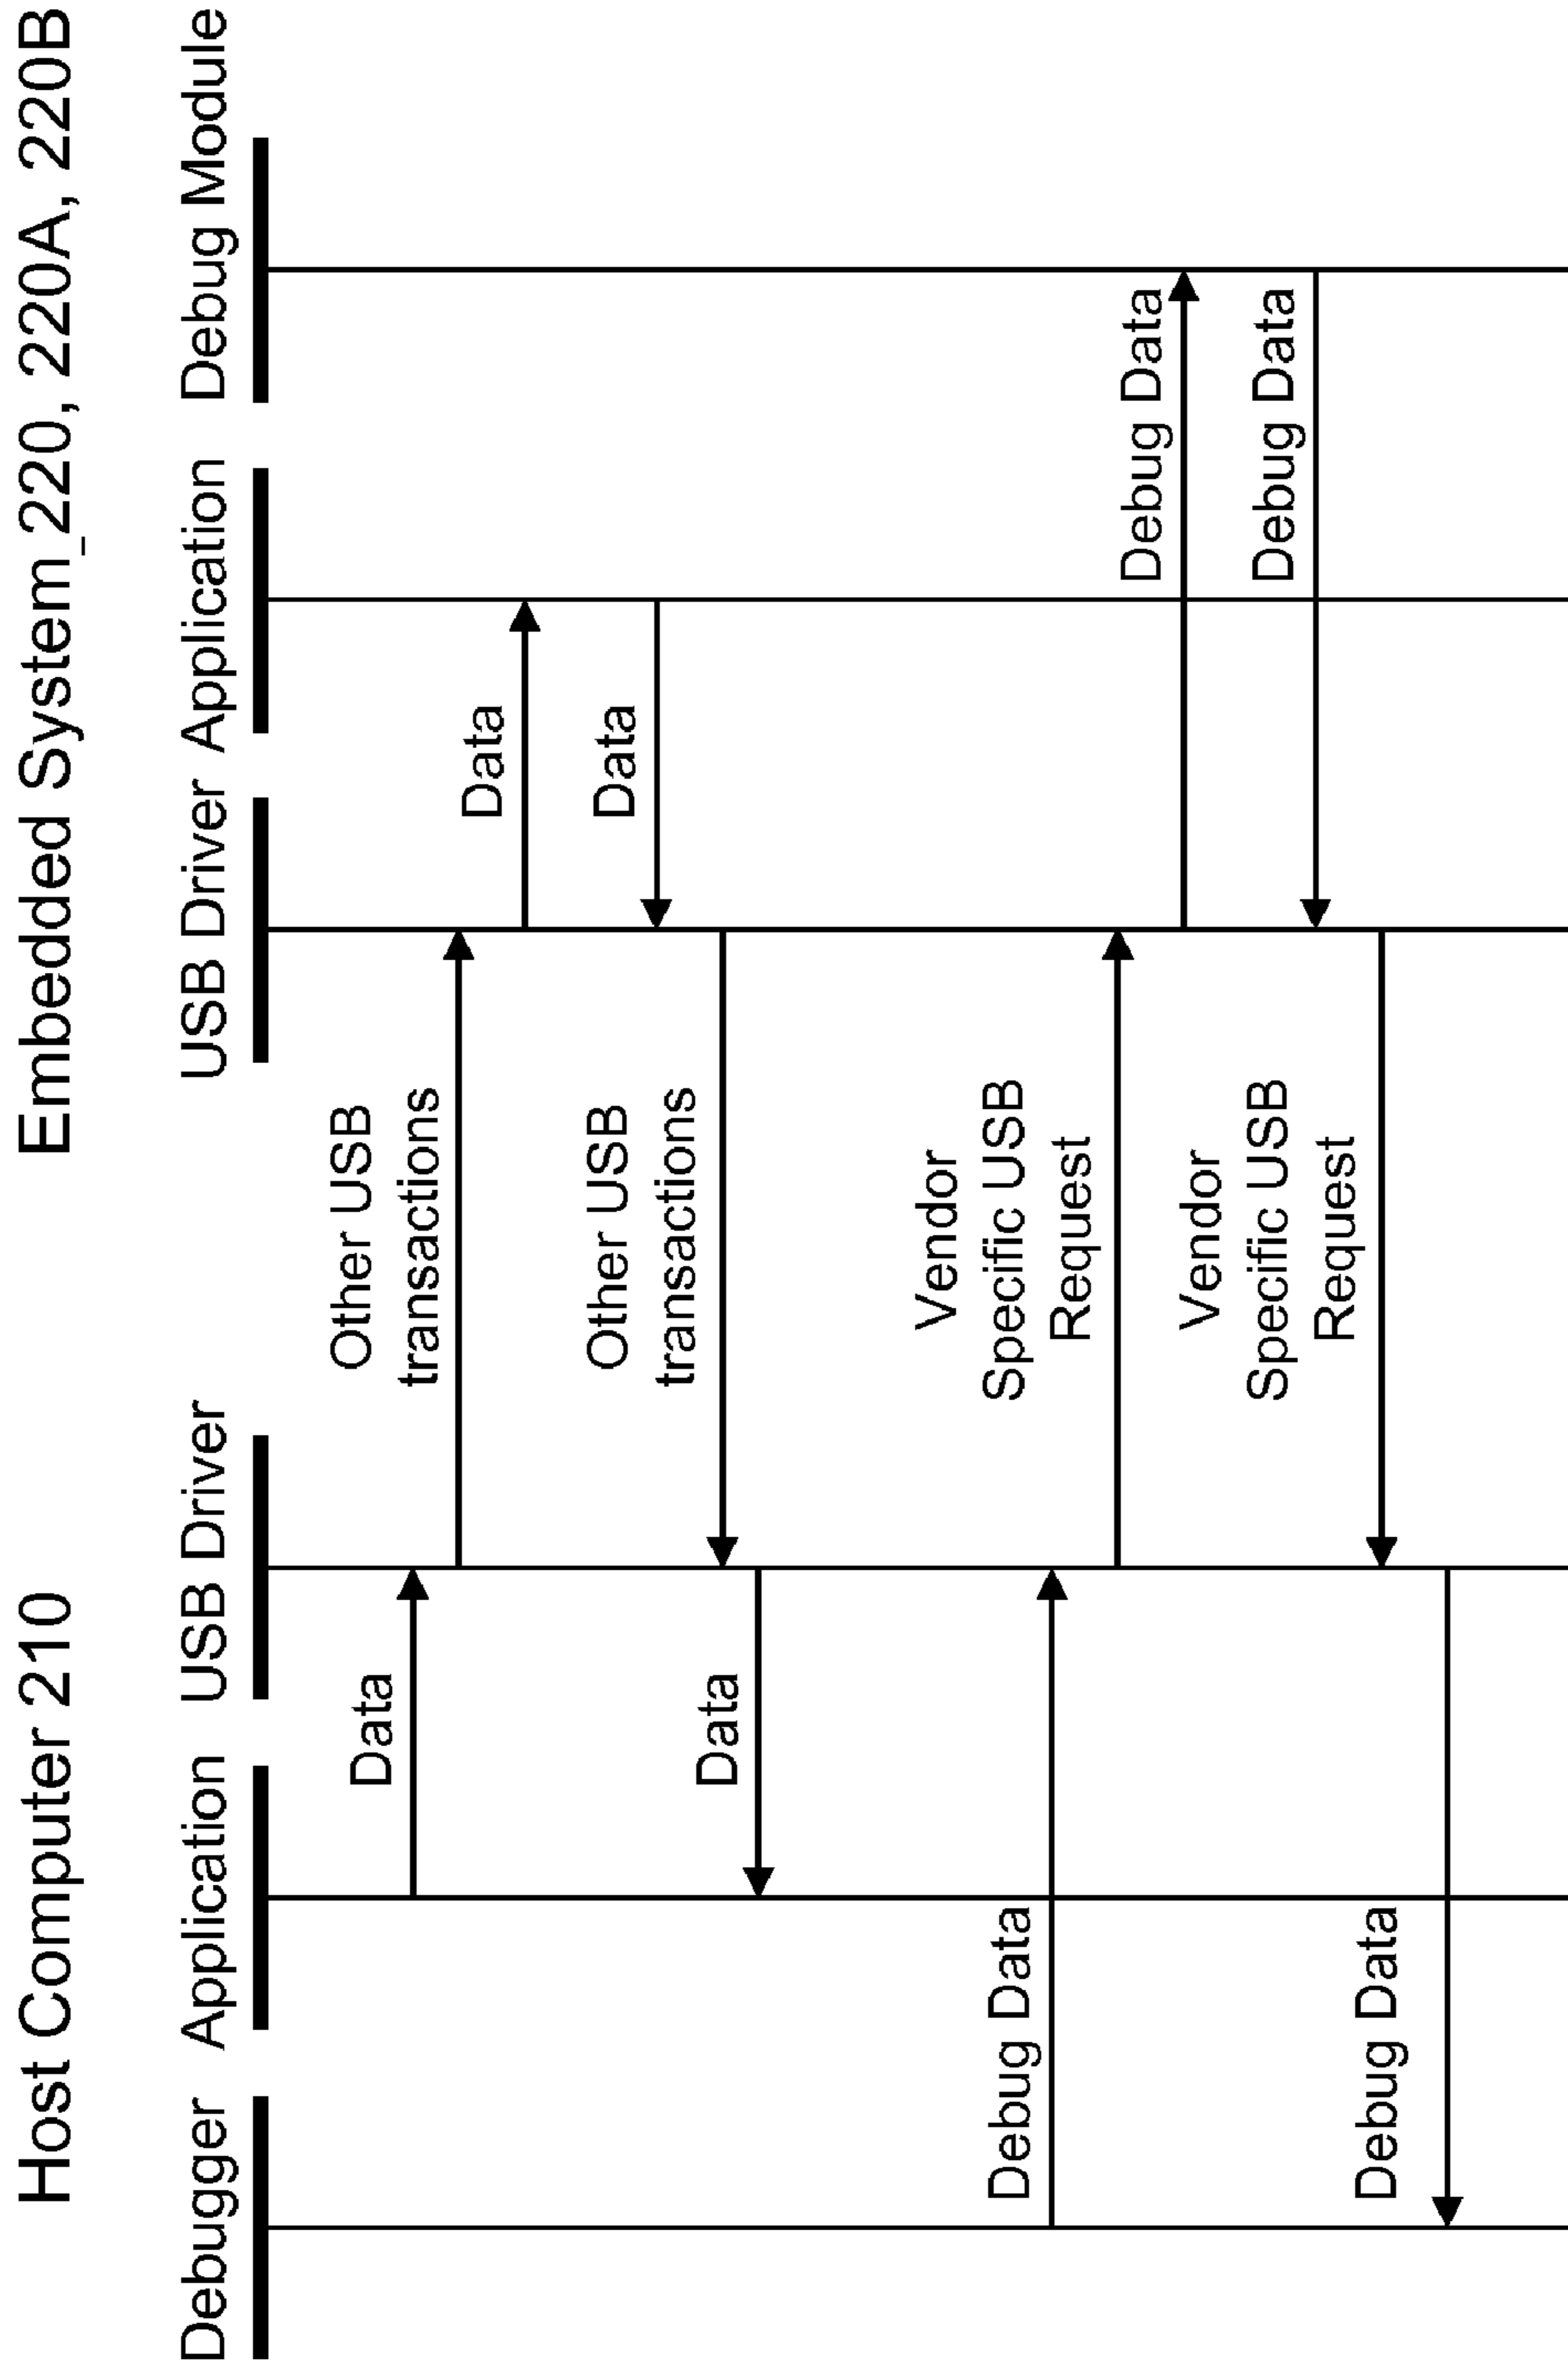 Host Computer 210
Embedded System_220, 220A, 220B
Debugger
Application
USB Driver
USB Driver
Application
Debug Module
Other USB
transactions
Data
Data
Other USB
transactions
Data
Data
Vendor
Specific USB
Request
Debug Data
Debug Data
Vendor
Specific USB
Request
Debug Data
Debug Data